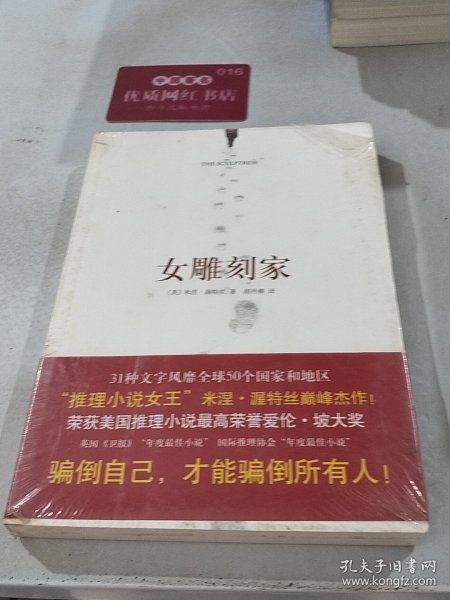 016
中国著名
优质网红书店
THE SCULPTRESS
女雕刻家
31种文字风靡全球50个国家和地区
“推理小说女王”米涅·渥特丝巅峰杰作！
荣获美国推理小说最高荣誉爱伦·坡大奖
英国《卫报》“年度最佳小说” 国际推理协会“年度最佳小说”
骗倒自己，才能骗倒所有人！
孔夫子旧书网
www.kongfz.com